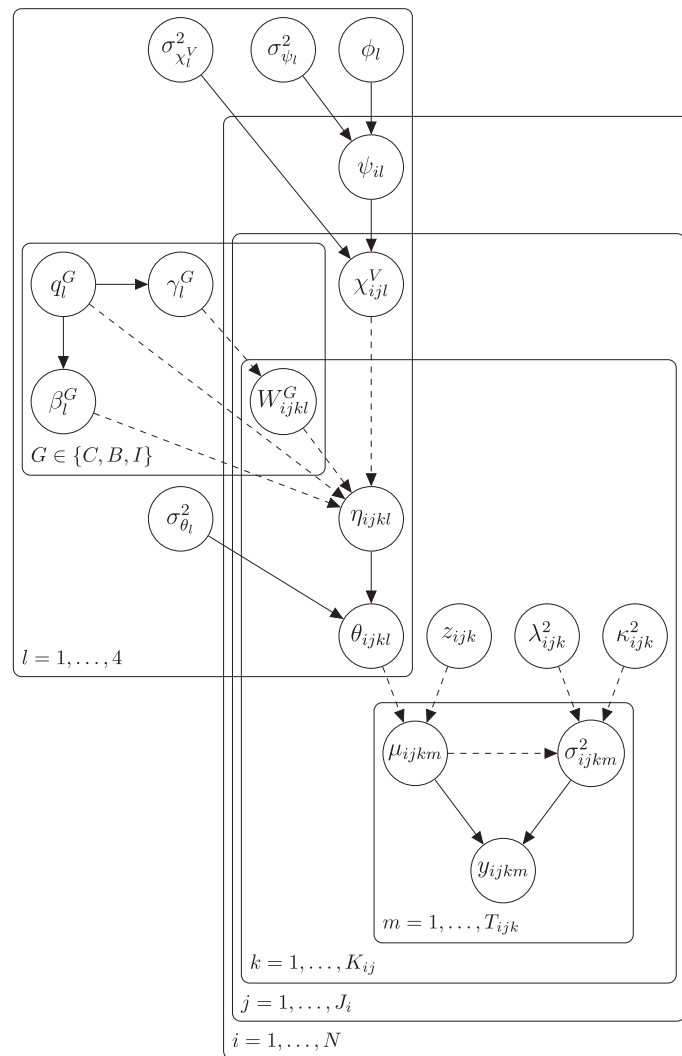 σ²_{χ_l^V} σ²_{ψ_l} ϕ_l
ψ_{il}
q_l^G γ_l^G χ_{ijl}^V
β_l^G W_{ijkl}^G
G ∈ {C, B, I}
σ²_{θ_l} η_{ijkl}
θ_{ijkl} z_{ijk} λ²_{ijk} κ²_{ijk}
l = 1, . . . , 4
μ_{ijkm} σ²_{ijkm}
y_{ijkm}
m = 1, . . . , T_{ijk}
k = 1, . . . , K_{ij}
j = 1, . . . , J_i
i = 1, . . . , N